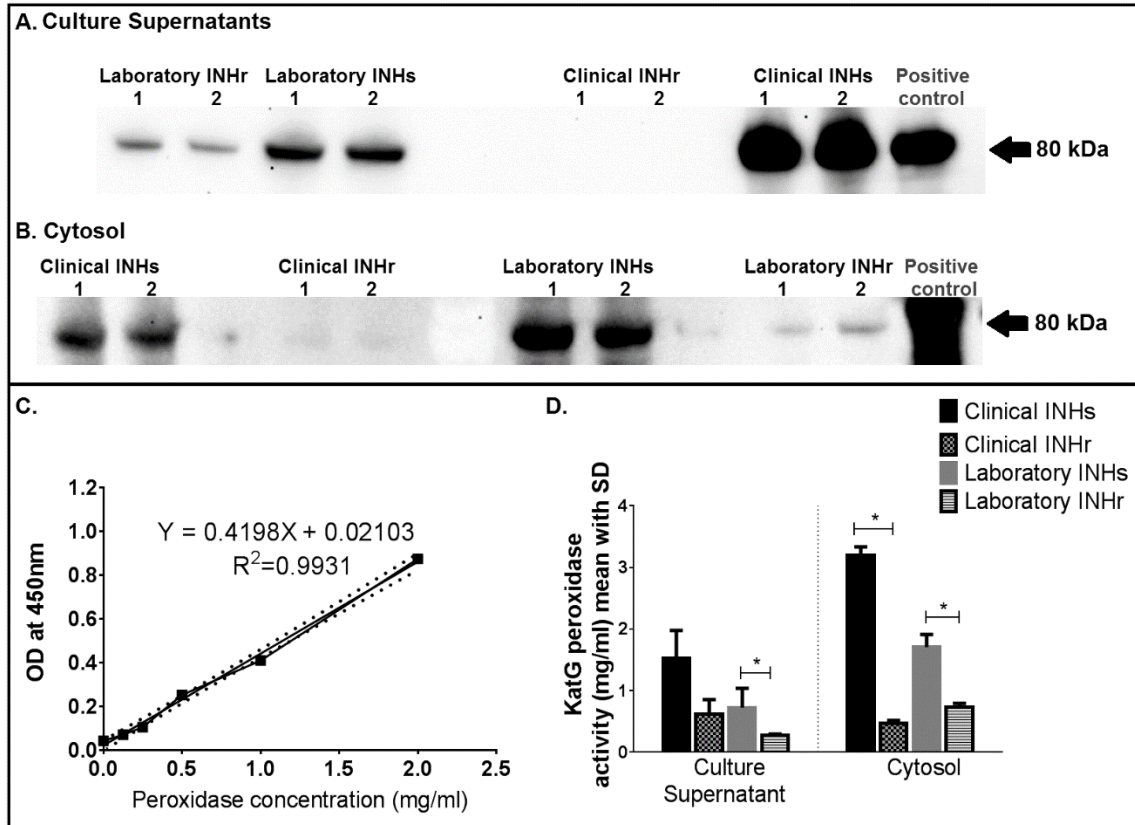 A. Culture Supernatants
Laboratory INHr Laboratory INHs Clinical INHr Clinical INHs Positive
1 2 1 2 1 2 1 2 control
80 kDa
B. Cytosol
Clinical INHs Clinical INHr Laboratory INHs Laboratory INHr Positive
1 2 1 2 1 2 1 2 control
80 kDa
C.
1.2
1.0
0.8
0.6
0.4
0.2
0.0
Y = 0.4198X + 0.02103
R²=0.9931
OD at 450nm
0.0 0.5 1.0 1.5 2.0 2.5
Peroxidase concentration (mg/ml)
D.
Clinical INHs
Clinical INHr
Laboratory INHs
Laboratory INHr
KatG peroxidase
activity (mg/ml) mean with SD
4
3
2
1
0
*
*
*
Culture
Supernatant
Cytosol